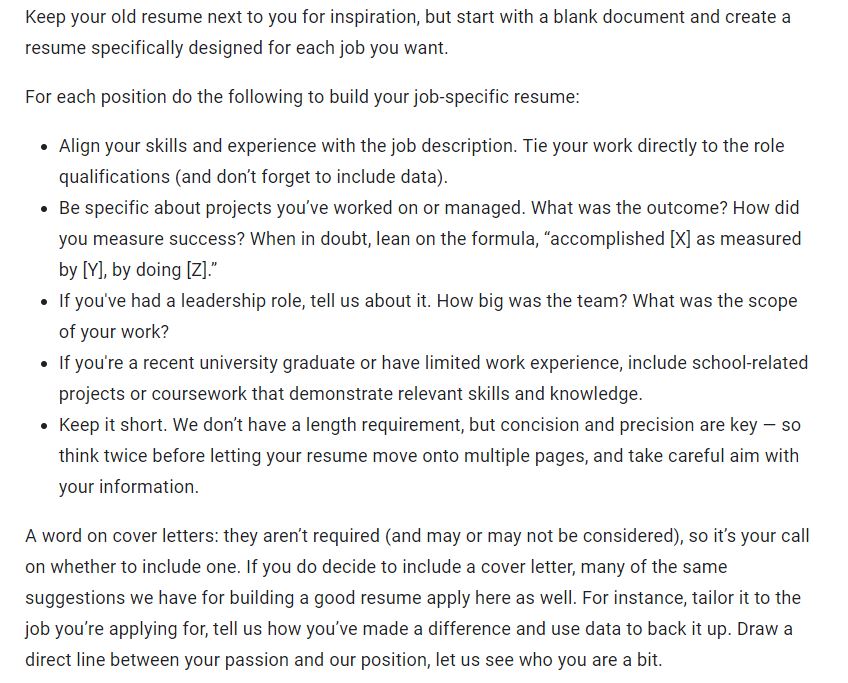 Keep your old resume next to you for inspiration, but start with a blank document and create a
resume specifically designed for each job you want.
For each position do the following to build your job-specific resume:
• Align your skills and experience with the job description. Tie your work directly to the role
qualifications (and don’t forget to include data).
• Be specific about projects you’ve worked on or managed. What was the outcome? How did
you measure success? When in doubt, lean on the formula, “accomplished [X] as measured
by [Y], by doing [Z].”
• If you've had a leadership role, tell us about it. How big was the team? What was the scope
of your work?
• If you're a recent university graduate or have limited work experience, include school-related
projects or coursework that demonstrate relevant skills and knowledge.
• Keep it short. We don’t have a length requirement, but concision and precision are key — so
think twice before letting your resume move onto multiple pages, and take careful aim with
your information.
A word on cover letters: they aren’t required (and may or may not be considered), so it’s your call
on whether to include one. If you do decide to include a cover letter, many of the same
suggestions we have for building a good resume apply here as well. For instance, tailor it to the
job you’re applying for, tell us how you’ve made a difference and use data to back it up. Draw a
direct line between your passion and our position, let us see who you are a bit.